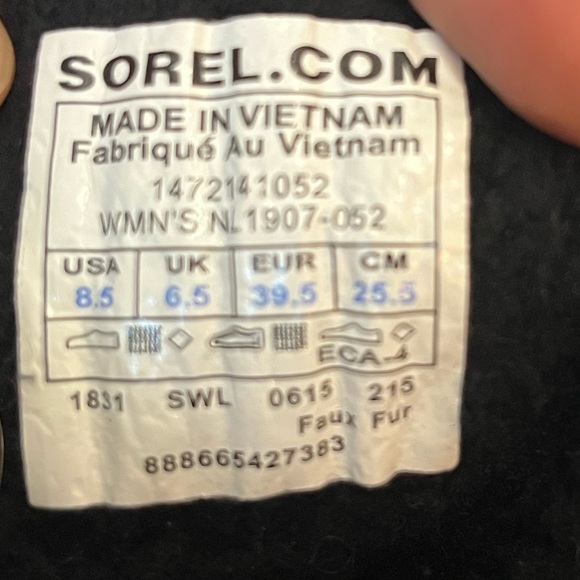 SOREL.COM
MADE IN VIETNAM
Fabriqué Au Vietnam
1472141052
WMN'S NL1907-052
USA UK EUR CM
8.5 6.5 39.5 25.5
ECA-4
1831 SWL 0615 215
Faux Fur
888665427383